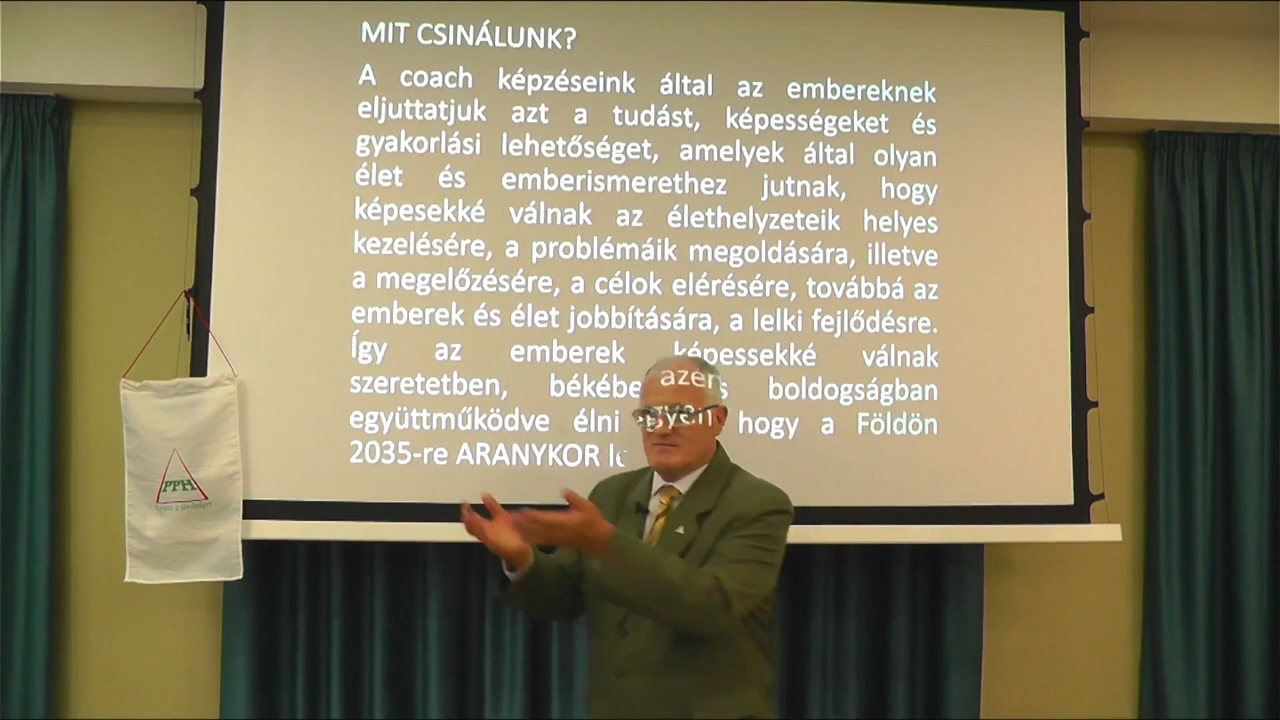 MIT CSINÁLUNK?
A coach képzéseink által az embereknek
eljuttatjuk azt a tudást, képességeket és
gyakorlási lehetőséget, amelyek által olyan
élet és emberismerethez jutnak, hogy
képesekké válnak az élethelyzeteik helyes
kezelésére, a problémáik megoldására, illetve
a megelőzésére, a célok elérésére, továbbá az
emberek és élet jobbítására, a lelki fejlődésre.
Így az emberek képessekké válnak
szeretetben, boldogságban
együttműködve élni hogy a Földön
2035-re ARANYKOR
PPH